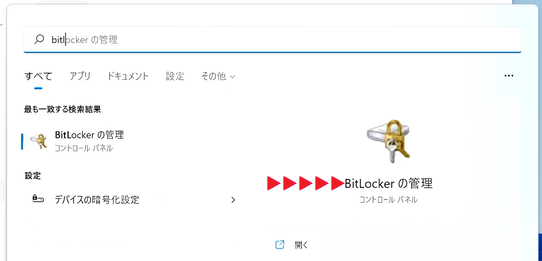 bitlocker の管理
すべて アプリ ドキュメント 設定 その他
最も一致する検索結果
BitLocker の管理
コントロール パネル
設定
デバイスの暗号化設定
BitLocker の管理
コントロール パネル
開く